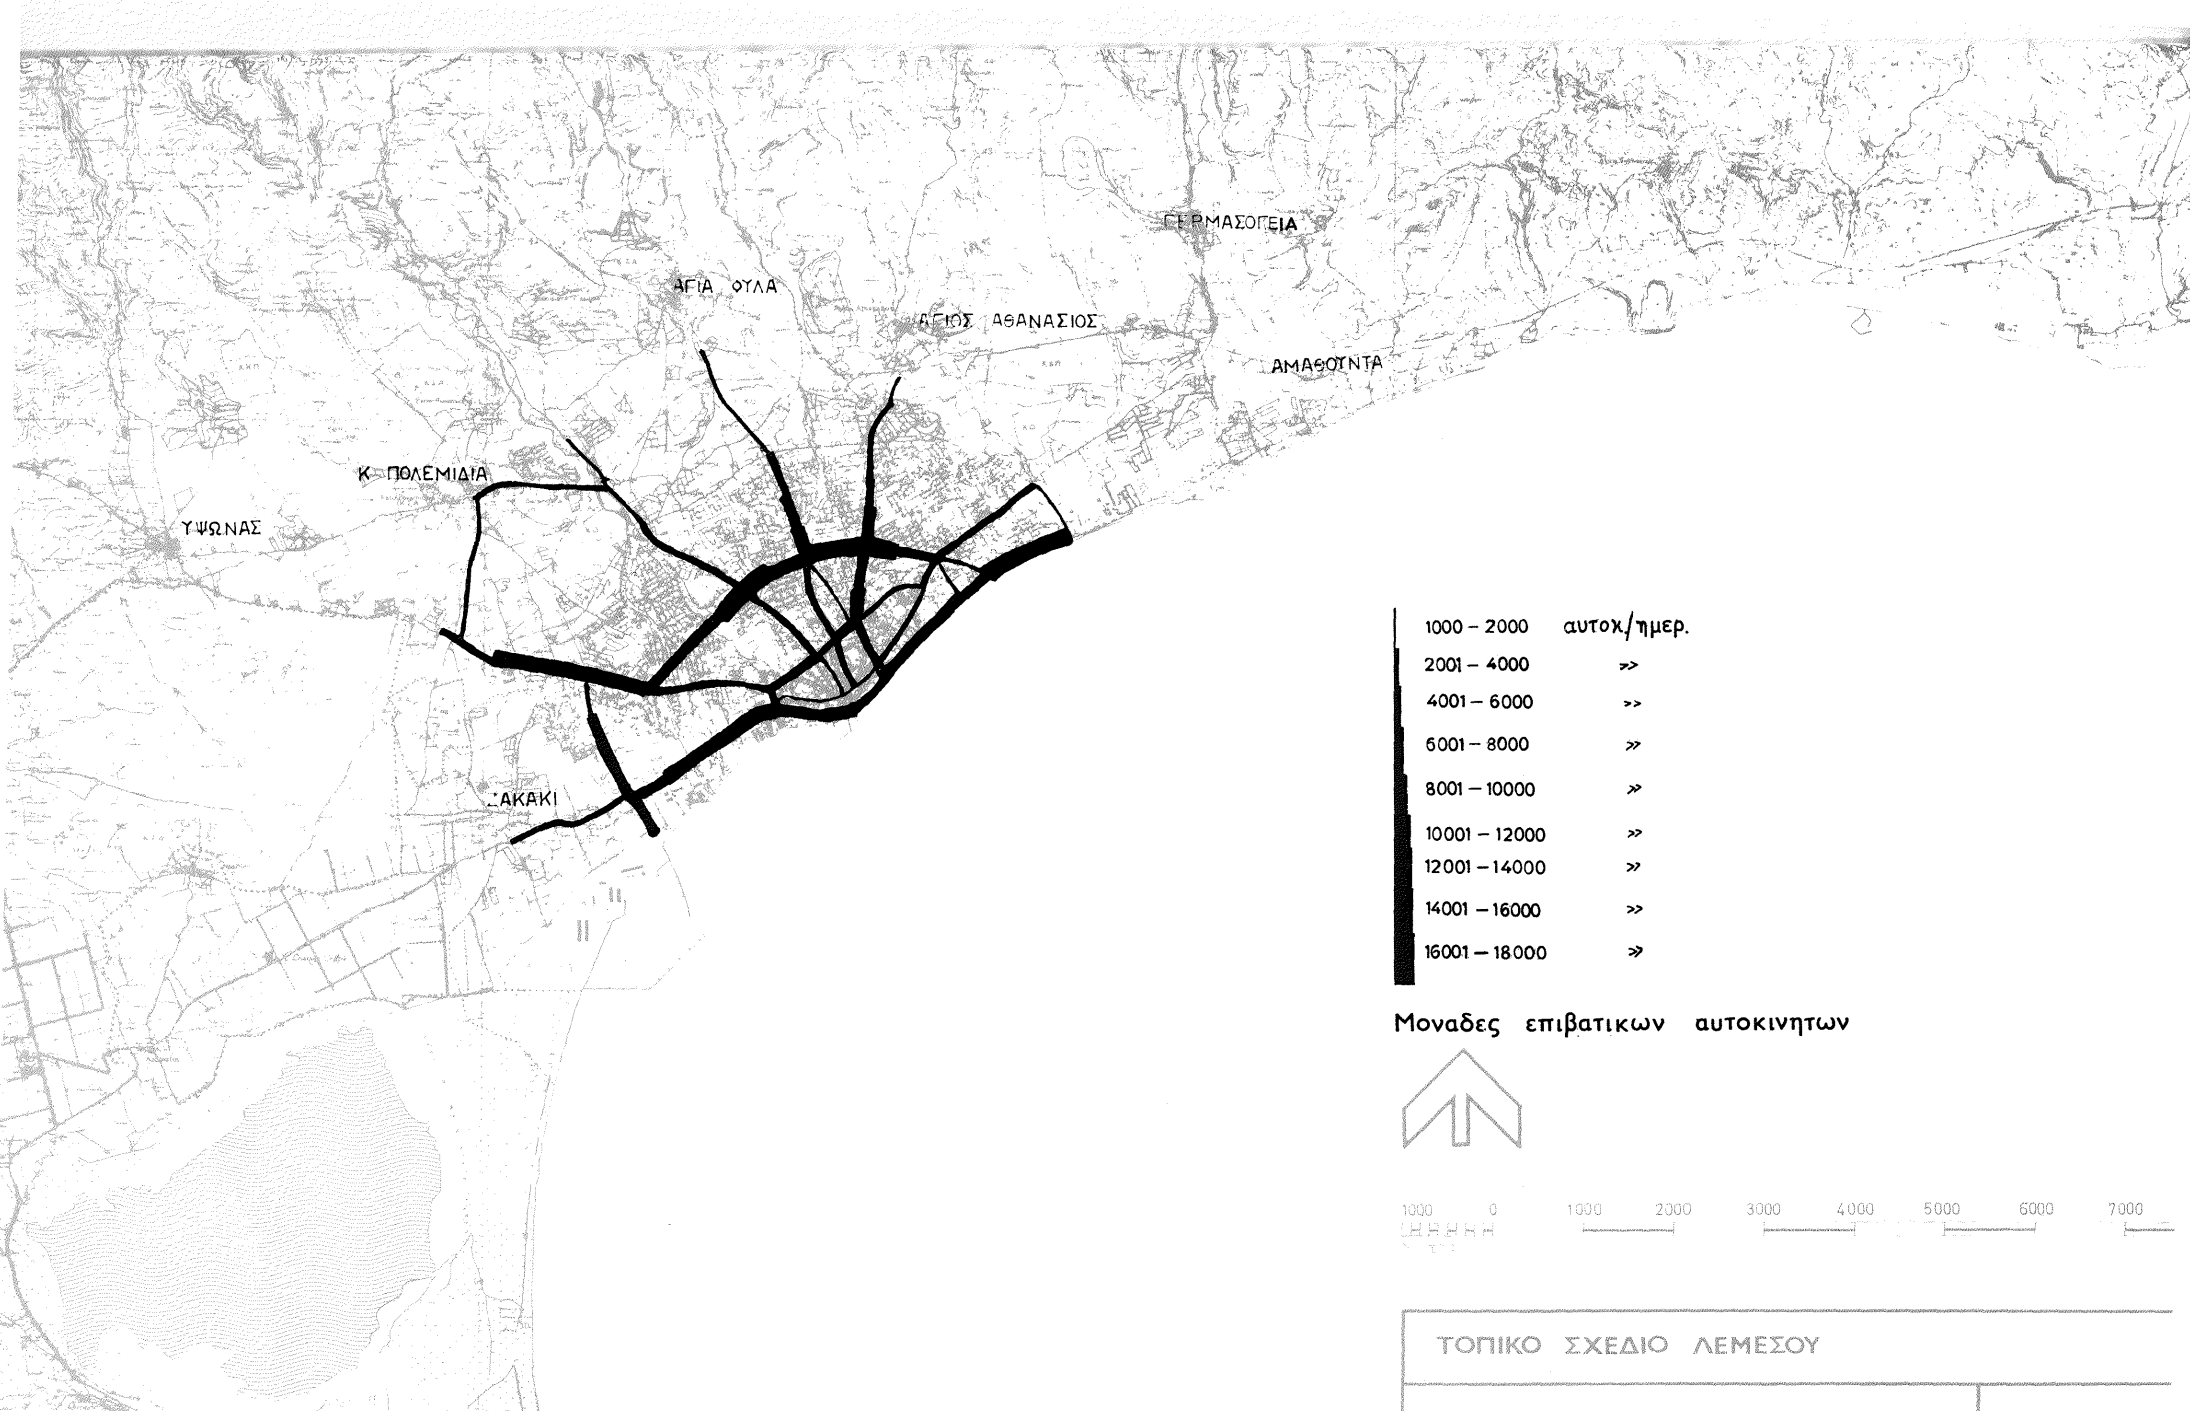 ΓΕΡΜΑΣΟΓΕΙΑ
ΑΓΙΑ ΟΥΛΑ
ΑΓΙΟΣ ΑΘΑΝΑΣΙΟΣ
ΑΜΑΘΟΥΝΤΑ
Κ ΠΟΛΕΜΙΔΙΑ
ΥΨΩΝΑΣ
ΖΑΚΑΚΙ
1000 – 2000 αυτοκ/ημερ.
2001 – 4000 »
4001 – 6000 »
6001 – 8000 »
8001 – 10000 »
10001 – 12000 »
12001 – 14000 »
14001 – 16000 »
16001 – 18000 »
Μοναδες επιβατικων αυτοκινητων
1000 0 1000 2000 3000 4000 5000 6000 7000
ΤΟΠΙΚΟ ΣΧΕΔΙΟ ΛΕΜΕΣΟΥ